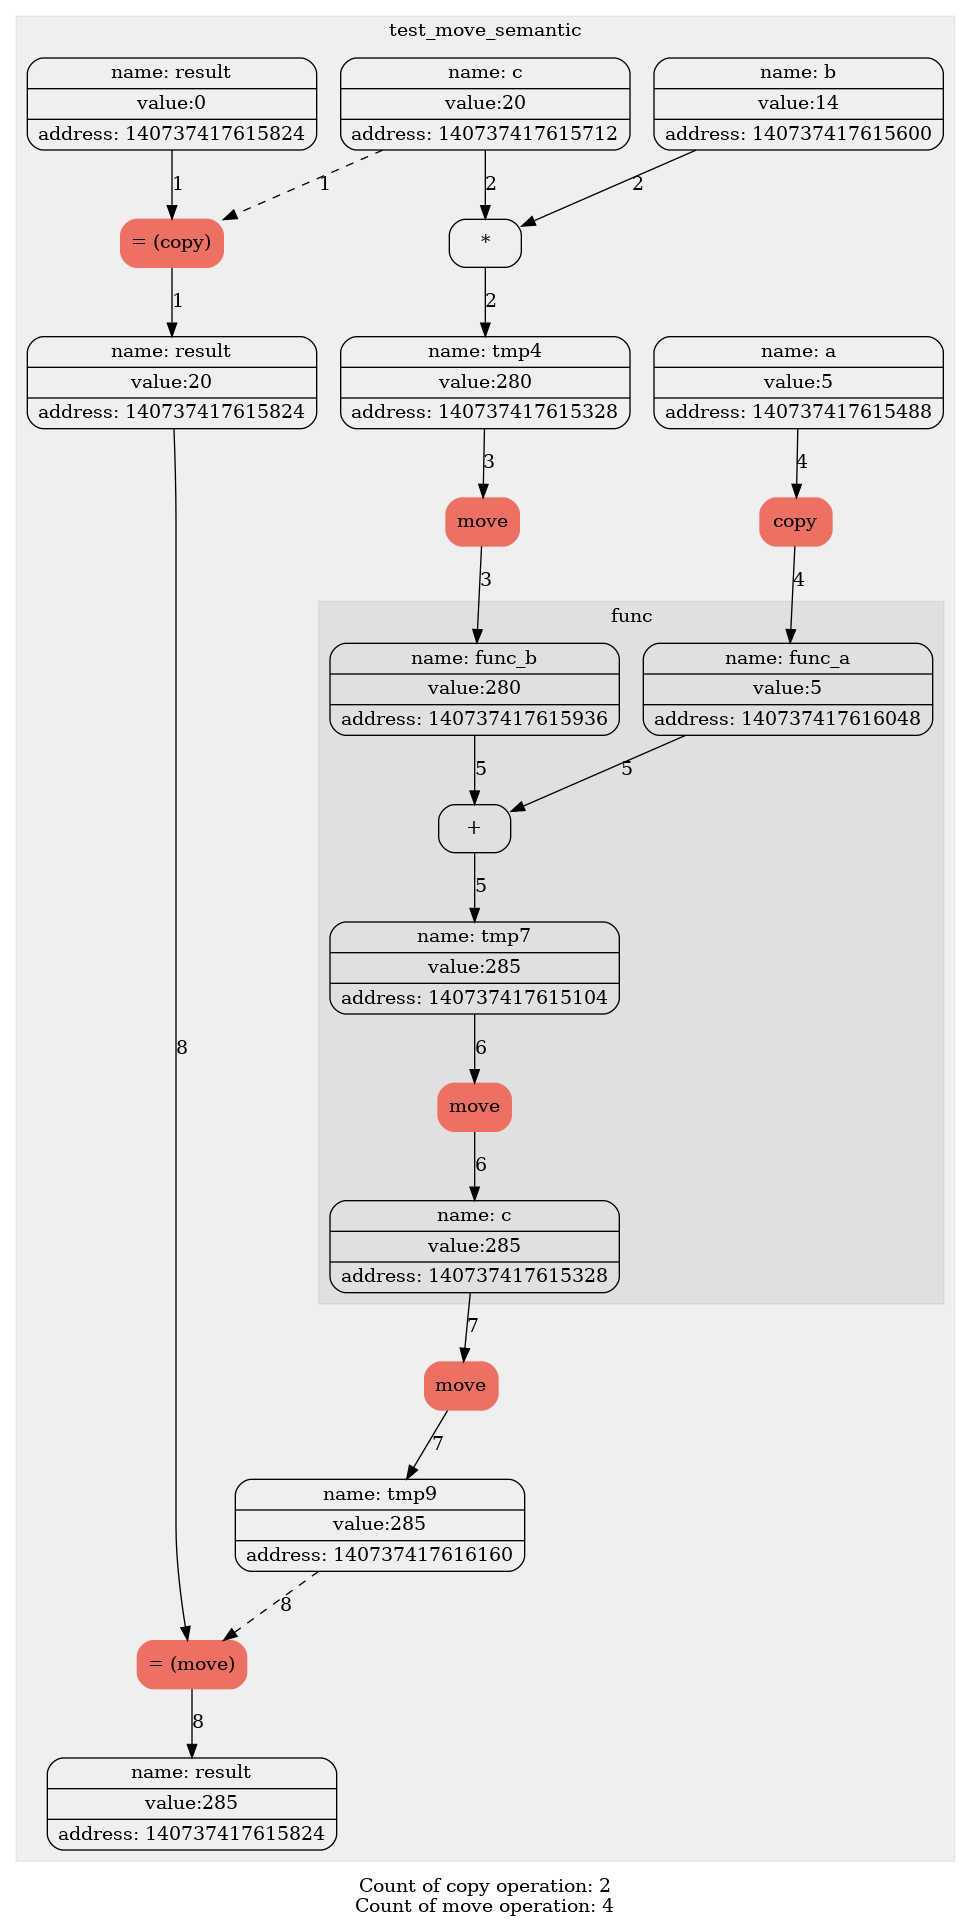 test_move_semantic
name: result
value:0
address: 140737417615824
name: c
value:20
address: 140737417615712
name: b
value:14
address: 140737417615600
1
1
2
2
= (copy)
*
1
2
name: result
value:20
address: 140737417615824
name: tmp4
value:280
address: 140737417615328
name: a
value:5
address: 140737417615488
3
4
move
copy
3
4
func
name: func_b
value:280
address: 140737417615936
name: func_a
value:5
address: 140737417616048
5
5
+
5
name: tmp7
value:285
address: 140737417615104
8
6
move
6
name: c
value:285
address: 140737417615328
7
move
7
name: tmp9
value:285
address: 140737417616160
8
= (move)
8
name: result
value:285
address: 140737417615824
Count of copy operation: 2
Count of move operation: 4